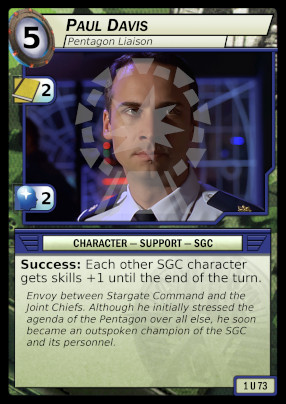 5
PAUL DAVIS
Pentagon Liaison
2
2
CHARACTER – SUPPORT – SGC
Success: Each other SGC character
gets skills +1 until the end of the turn.
Envoy between Stargate Command and the
Joint Chiefs. Although he initially stressed the
agenda of the Pentagon over all else, he soon
became an outspoken champion of the SGC
and its personnel.
1 U 73